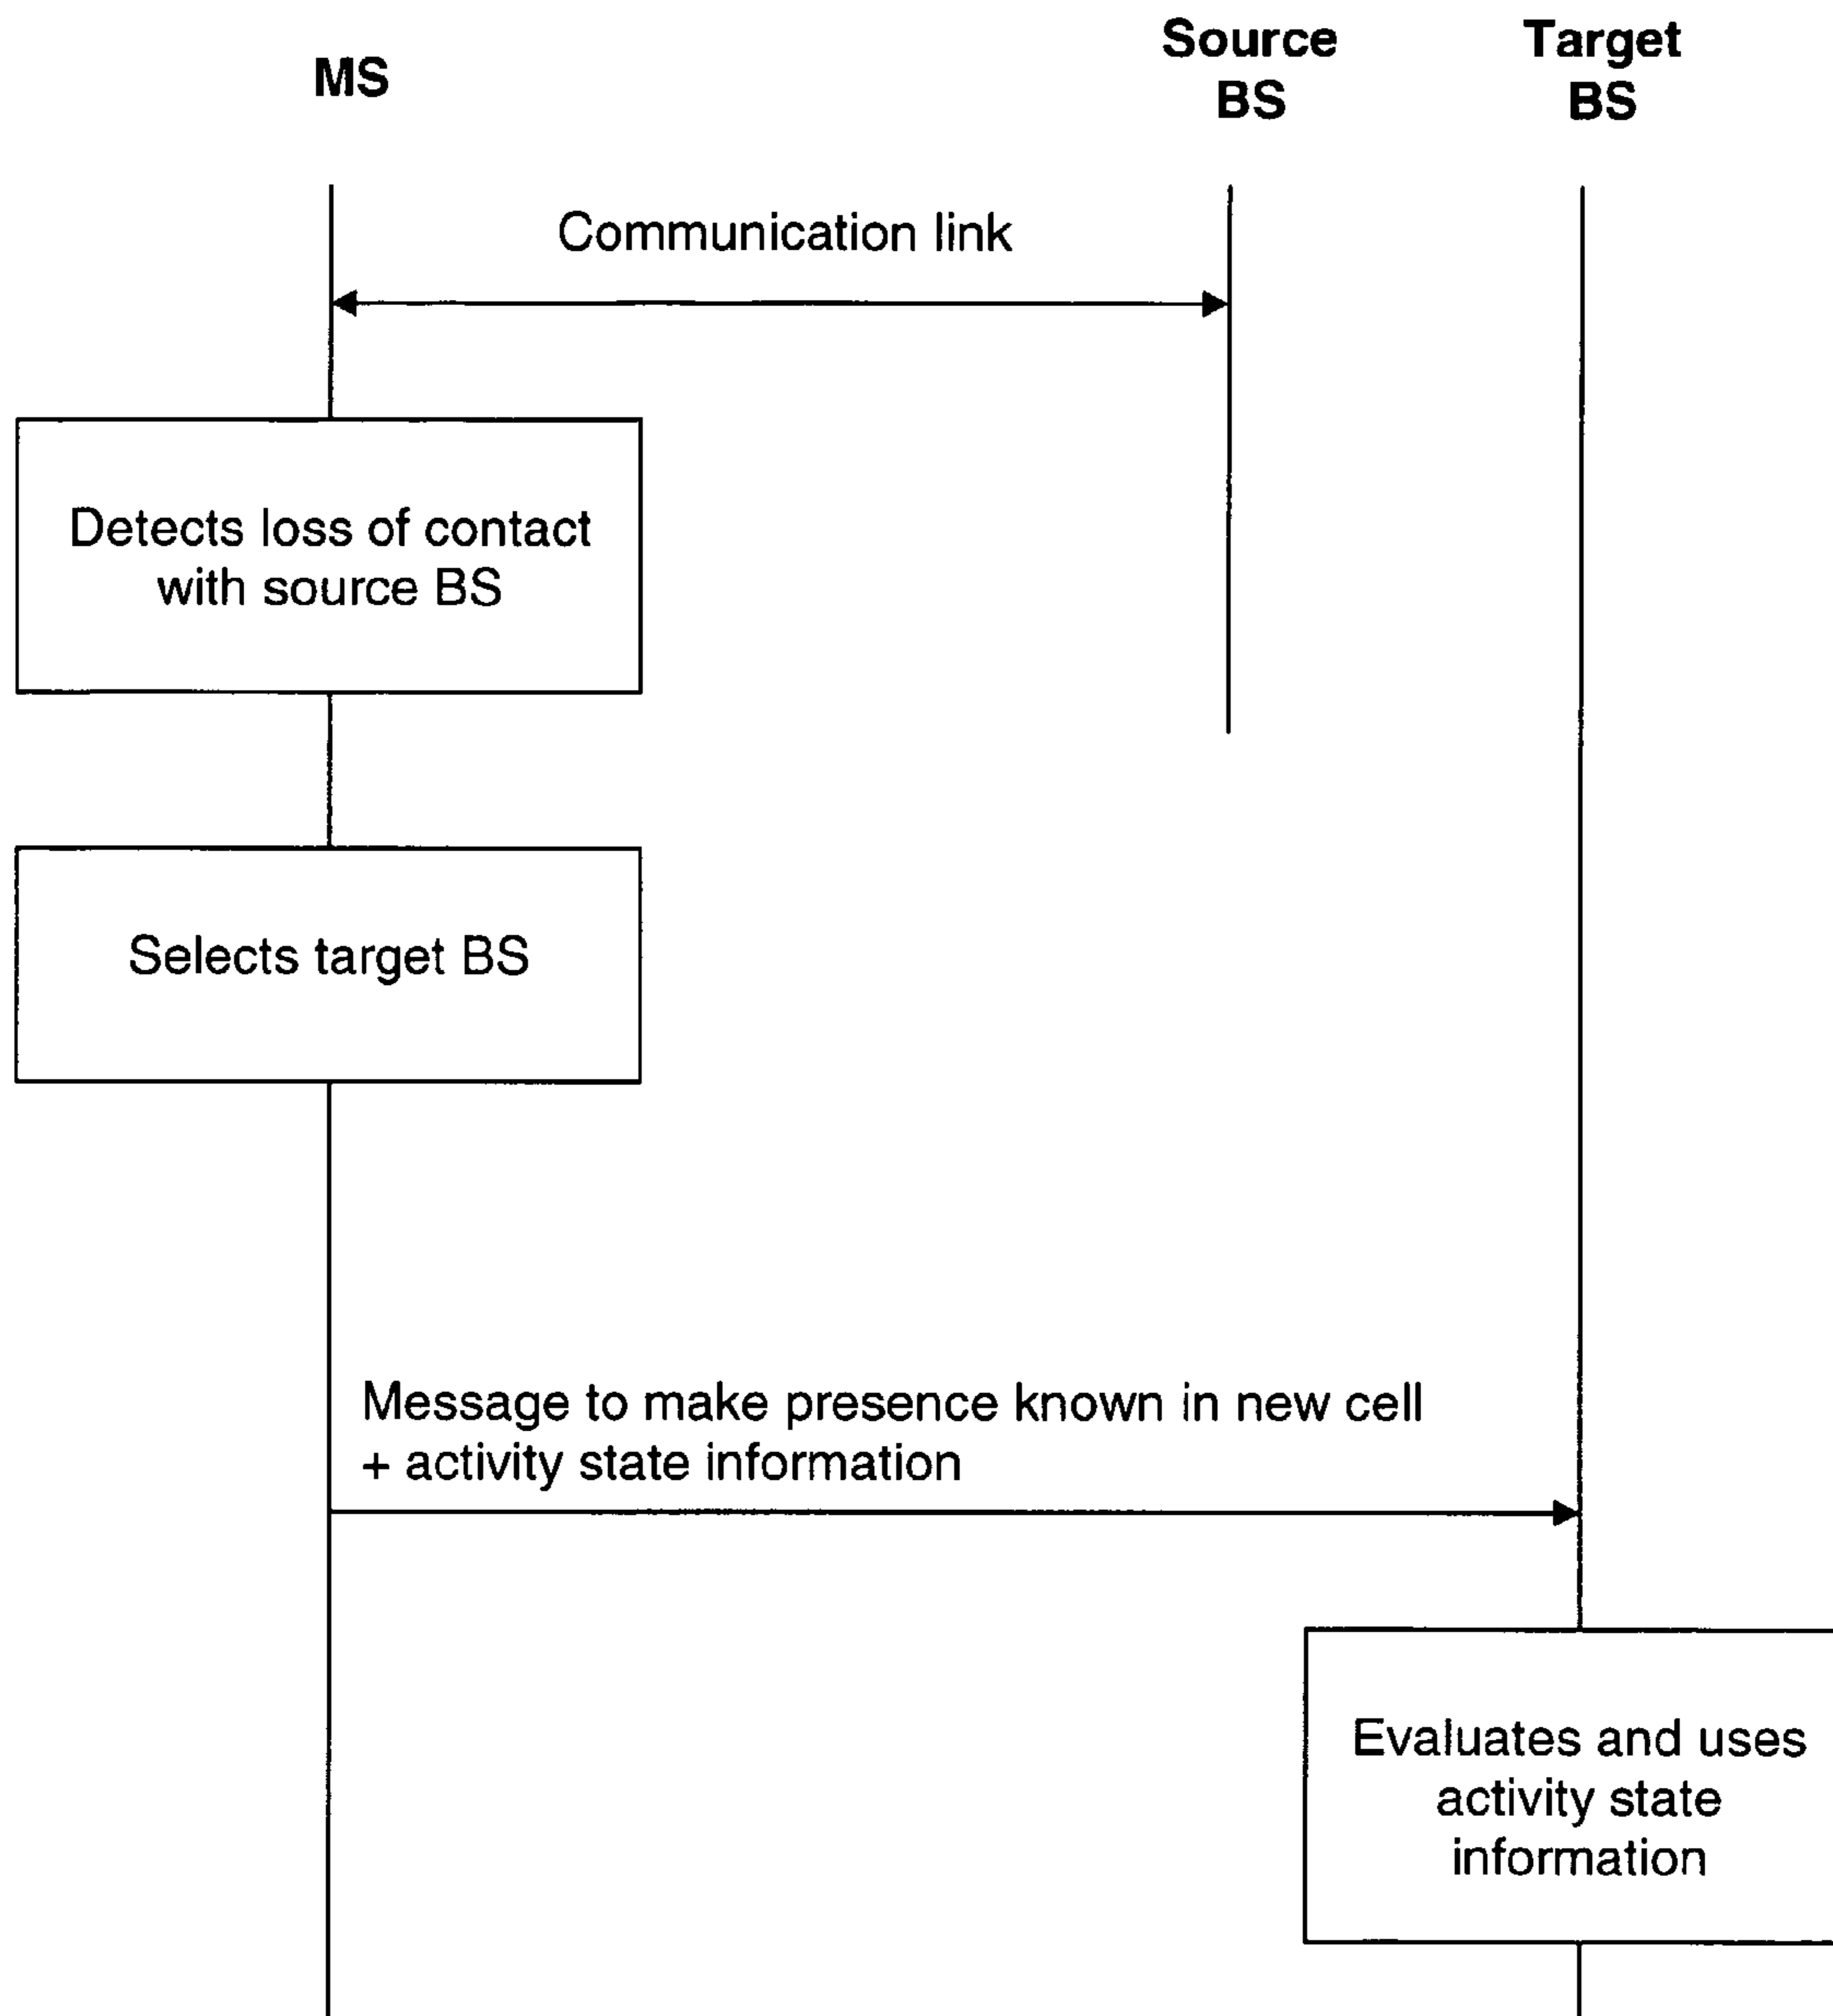 MS
Source
BS
Target
BS
Communication link
Detects loss of contact
with source BS
Selects target BS
Message to make presence known in new cell
+ activity state information
Evaluates and uses
activity state
information